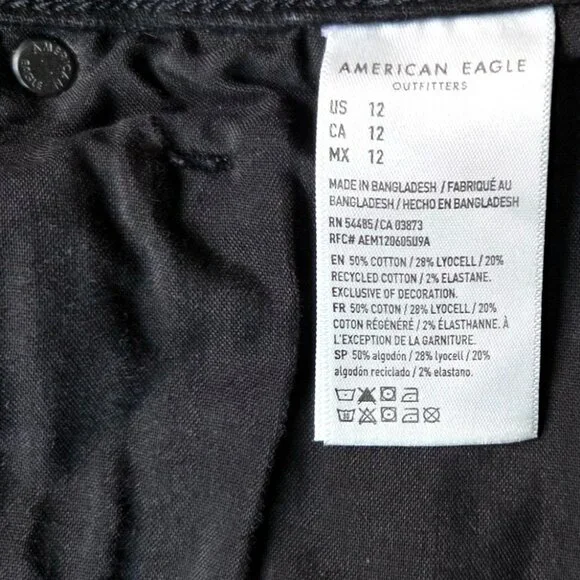 AMERICAN EAGLE
OUTFITTERS
US 12
CA 12
MX 12
MADE IN BANGLADESH / FABRIQUÉ AU
BANGLADESH / HECHO EN BANGLADESH
RN 54485/CA 03873
RFC# AEM120605U9A
EN 50% COTTON / 28% LYOCELL / 20%
RECYCLED COTTON / 2% ELASTANE.
EXCLUSIVE OF DECORATION.
FR 50% COTON / 28% LYOCELL / 20%
COTON RÉGÉNÉRÉ / 2% ÉLASTHANNE. À
L'EXCEPTION DE LA GARNITURE.
SP 50% algodón / 28% lyocell / 20%
algodón reciclado / 2% elastano.